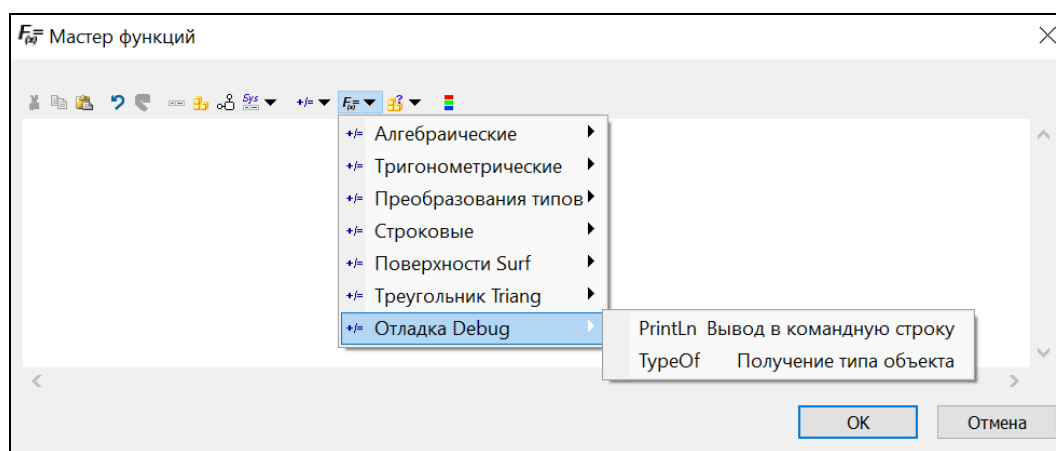 F(x)= Мастер функций
Sys +/= F(x)=
+/= Алгебраические
+/= Тригонометрические
+/= Преобразования типов
+/= Строковые
+/= Поверхности Surf
+/= Треугольник Triang
+/= Отладка Debug
PrintLn Вывод в командную строку
TypeOf Получение типа объекта
OK Отмена